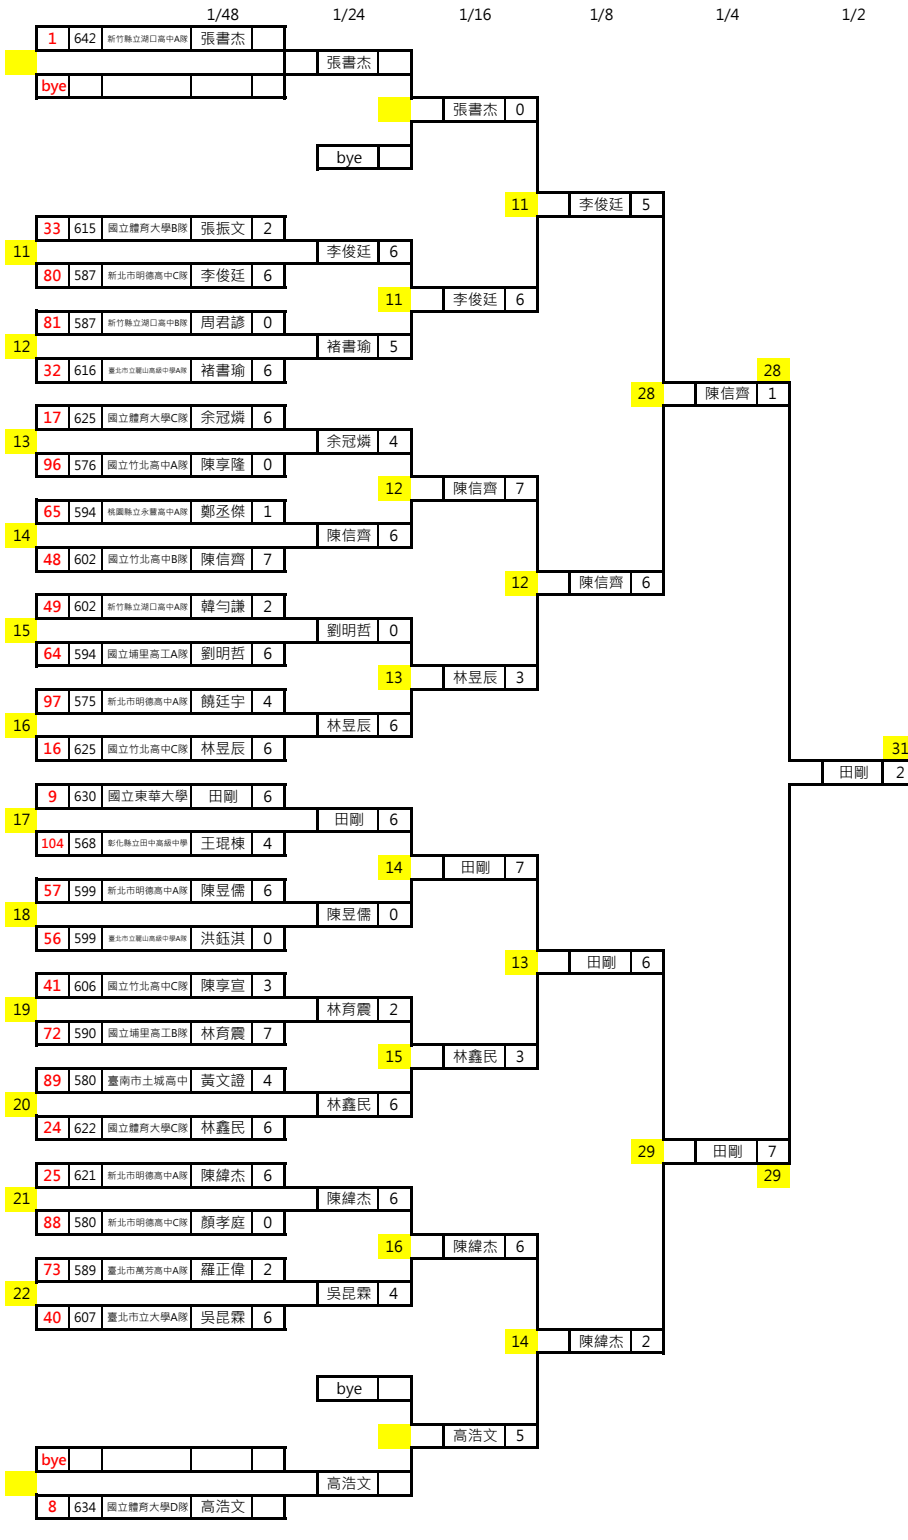 1/48 1/24 1/16 1/8 1/4 1/2
1 642 新竹縣立湖口高中A隊 張書杰
張書杰
bye
張書杰 0
bye
11 李俊廷 5
33 615 國立體育大學B隊 張振文 2
11 李俊廷 6
80 587 新北市明德高中C隊 李俊廷 6
11 李俊廷 6
81 587 新竹縣立湖口高中B隊 周君諺 0
12 褚書瑜 5
32 616 臺北市立麗山高級中學A隊 褚書瑜 6
28
28 陳信齊 1
17 625 國立體育大學C隊 余冠燐 6
13 余冠燐 4
96 576 國立竹北高中A隊 陳享隆 0
12 陳信齊 7
65 594 桃園縣立永豐高中A隊 鄭丞傑 1
14 陳信齊 6
48 602 國立竹北高中B隊 陳信齊 7
12 陳信齊 6
49 602 新竹縣立湖口高中A隊 韓勻謙 2
15 劉明哲 0
64 594 國立埔里高工A隊 劉明哲 6
13 林昱辰 3
97 575 新北市明德高中A隊 饒廷宇 4
16 林昱辰 6
16 625 國立竹北高中C隊 林昱辰 6
31
田剛 2
9 630 國立東華大學 田剛 6
17 田剛 6
104 568 彰化縣立田中高級中學 王琨棟 4
14 田剛 7
57 599 新北市明德高中A隊 陳昱儒 6
18 陳昱儒 0
56 599 臺北市立麗山高級中學A隊 洪鈺淇 0
13 田剛 6
41 606 國立竹北高中C隊 陳享宣 3
19 林育震 2
72 590 國立埔里高工B隊 林育震 7
15 林鑫民 3
89 580 臺南市土城高中 黃文證 4
20 林鑫民 6
24 622 國立體育大學C隊 林鑫民 6
29 田剛 7
29
25 621 新北市明德高中A隊 陳緯杰 6
21 陳緯杰 6
88 580 新北市明德高中C隊 顏孝庭 0
16 陳緯杰 6
73 589 臺北市萬芳高中A隊 羅正偉 2
22 吳昆霖 4
40 607 臺北市立大學A隊 吳昆霖 6
14 陳緯杰 2
bye
高浩文 5
bye
高浩文
8 634 國立體育大學D隊 高浩文